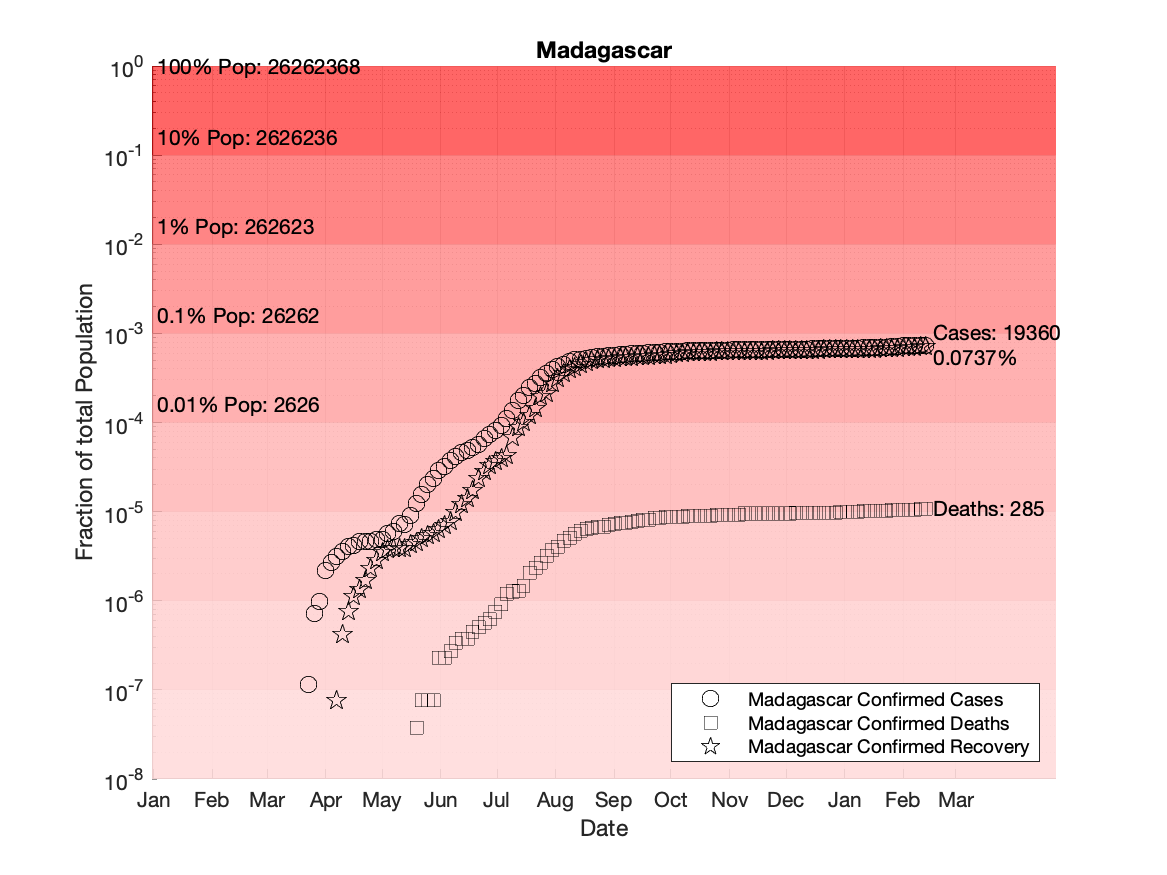 Madagascar
10^0
100% Pop: 26262368
10% Pop: 2626236
10^-1
1% Pop: 262623
10^-2
0.1% Pop: 26262
10^-3
Cases: 19360
0.0737%
0.01% Pop: 2626
10^-4
10^-5
Deaths: 285
10^-6
10^-7
10^-8
Fraction of total Population
Madagascar Confirmed Cases
Madagascar Confirmed Deaths
Madagascar Confirmed Recovery
Jan Feb Mar Apr May Jun Jul Aug Sep Oct Nov Dec Jan Feb Mar
Date